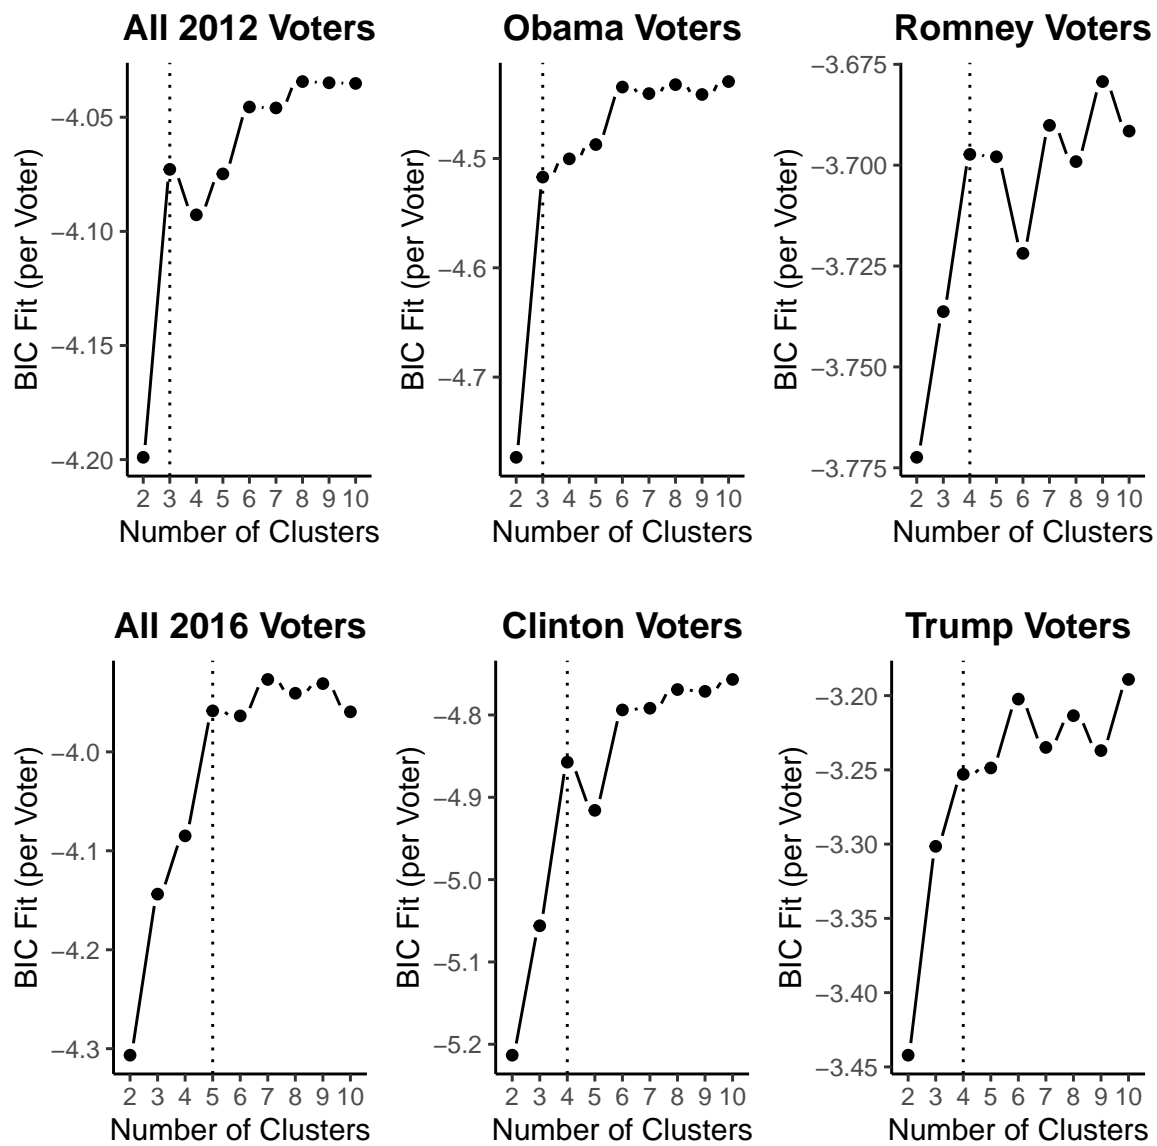 All 2012 Voters
BIC Fit (per Voter)
−4.05
−4.10
−4.15
−4.20
2 3 4 5 6 7 8 9 10
Number of Clusters
Obama Voters
BIC Fit (per Voter)
−4.5
−4.6
−4.7
2 3 4 5 6 7 8 9 10
Number of Clusters
Romney Voters
BIC Fit (per Voter)
−3.675
−3.700
−3.725
−3.750
−3.775
2 3 4 5 6 7 8 9 10
Number of Clusters
All 2016 Voters
BIC Fit (per Voter)
−4.0
−4.1
−4.2
−4.3
2 3 4 5 6 7 8 9 10
Number of Clusters
Clinton Voters
BIC Fit (per Voter)
−4.8
−4.9
−5.0
−5.1
−5.2
2 3 4 5 6 7 8 9 10
Number of Clusters
Trump Voters
BIC Fit (per Voter)
−3.20
−3.25
−3.30
−3.35
−3.40
−3.45
2 3 4 5 6 7 8 9 10
Number of Clusters